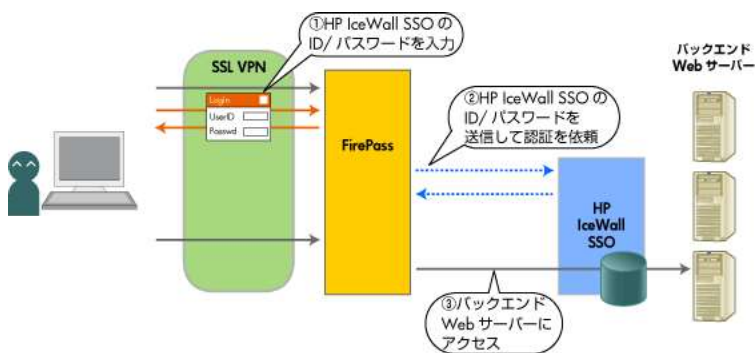 ①HP IceWall SSO の
ID/ パスワードを入力
SSL VPN
Login
UserID
Passwd
FirePass
②HP IceWall SSO の
ID/ パスワードを
送信して認証を依頼
HP
IceWall
SSO
バックエンド
Web サーバー
③バックエンド
Web サーバーに
アクセス